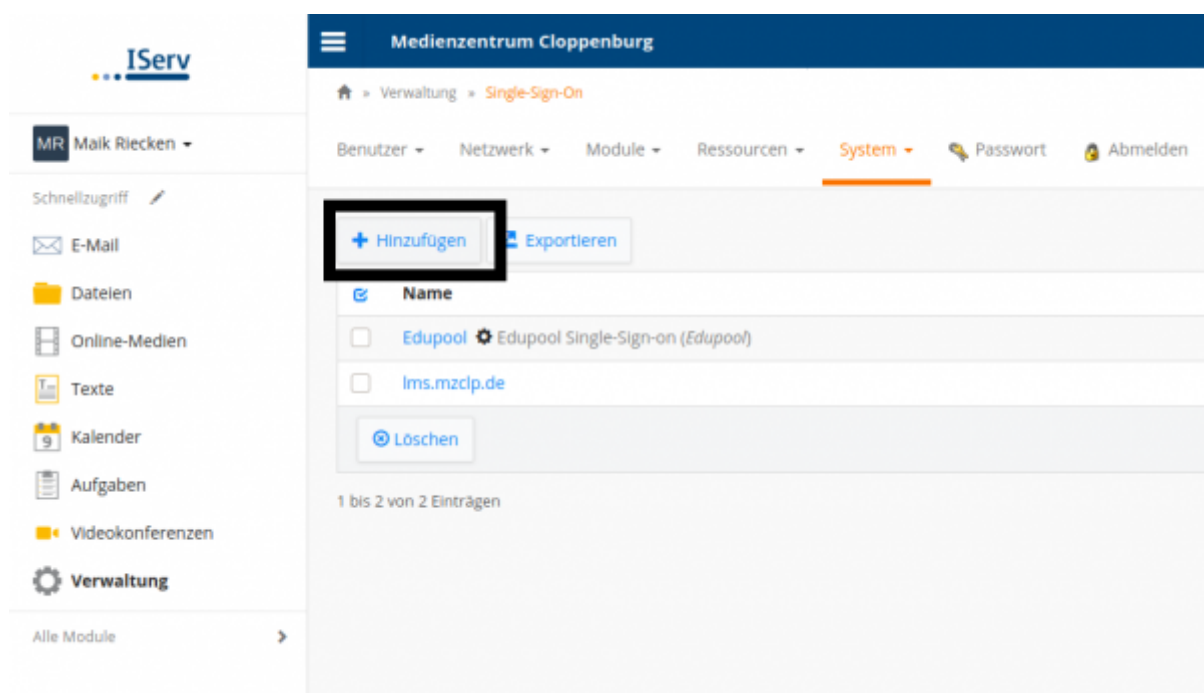 IServ
Medienzentrum Cloppenburg
» Verwaltung » Single-Sign-On
MR Maik Riecken
Benutzer Netzwerk Module Ressourcen System Passwort Abmelden
Schnellzugriff
E-Mail
Dateien
Online-Medien
Texte
9 Kalender
Aufgaben
Videokonferenzen
Verwaltung
Alle Module
+ Hinzufügen Exportieren
Name
Edupool Edupool Single-Sign-on (Edupool)
lms.mzclp.de
Löschen
1 bis 2 von 2 Einträgen